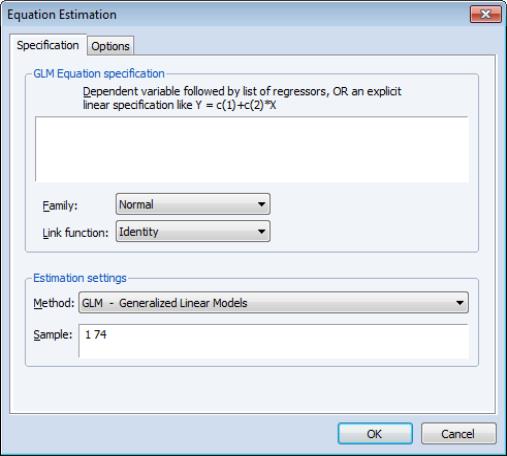 Equation Estimation
Specification
Options
GLM Equation specification
Dependent variable followed by list of regressors, OR an explicit
linear specification like Y = c(1)+c(2)*X
Family:
Normal
Link function:
Identity
Estimation settings
Method:
GLM - Generalized Linear Models
Sample:
1 74
OK
Cancel